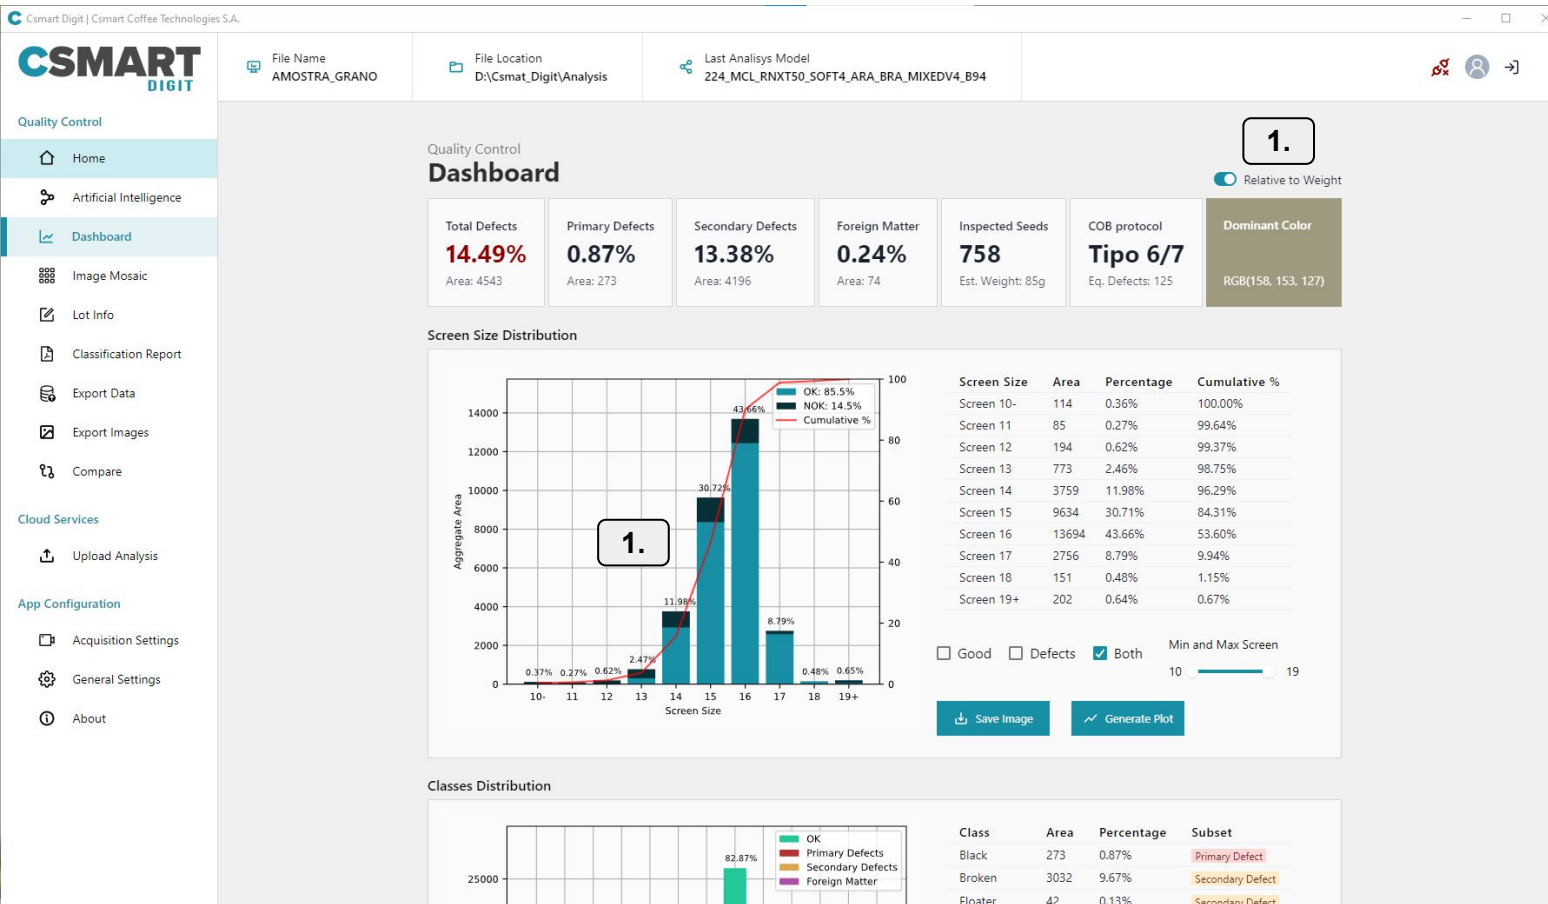 Csmart Digit | Csmart Coffee Technologies S.A.
CSMART
DIGIT
File Name
AMOSTRA_GRANO
File Location
D:\Csmat_Digit\Analysis
Last Analisys Model
224_MCL_RNXT50_SOFT4_ARA_BRA_MIXEDV4_B94
Quality Control
Home
Artificial Intelligence
Dashboard
Image Mosaic
Lot Info
Classification Report
Export Data
Export Images
Compare
Cloud Services
Upload Analysis
App Configuration
Acquisition Settings
General Settings
About
Quality Control
Dashboard
1.
Relative to Weight
Total Defects
14.49%
Area: 4543
Primary Defects
0.87%
Area: 273
Secondary Defects
13.38%
Area: 4196
Foreign Matter
0.24%
Area: 74
Inspected Seeds
758
Est. Weight: 85g
COB protocol
Tipo 6/7
Eq. Defects: 125
Dominant Color
RGB(158, 153, 127)
Screen Size Distribution
OK: 85.5%
NOK: 14.5%
Cumulative %
Aggregate Area
14000
12000
10000
8000
6000
4000
2000
0
100
80
60
40
20
0
0.37%
0.27%
0.62%
2.47%
11.98%
30.72%
43.66%
8.79%
0.48%
0.65%
1.
10-
11
12
13
14
15
16
17
18
19+
Screen Size
Screen Size Area Percentage Cumulative %
Screen 10- 114 0.36% 100.00%
Screen 11 85 0.27% 99.64%
Screen 12 194 0.62% 99.37%
Screen 13 773 2.46% 98.75%
Screen 14 3759 11.98% 96.29%
Screen 15 9634 30.71% 84.31%
Screen 16 13694 43.66% 53.60%
Screen 17 2756 8.79% 9.94%
Screen 18 151 0.48% 1.15%
Screen 19+ 202 0.64% 0.67%
Good Defects Both
Min and Max Screen
10 19
Save Image
Generate Plot
Classes Distribution
OK
Primary Defects
Secondary Defects
Foreign Matter
82.87%
25000
Class Area Percentage Subset
Black 273 0.87% Primary Defect
Broken 3032 9.67% Secondary Defect
Floater 42 0.13% Secondary Defect